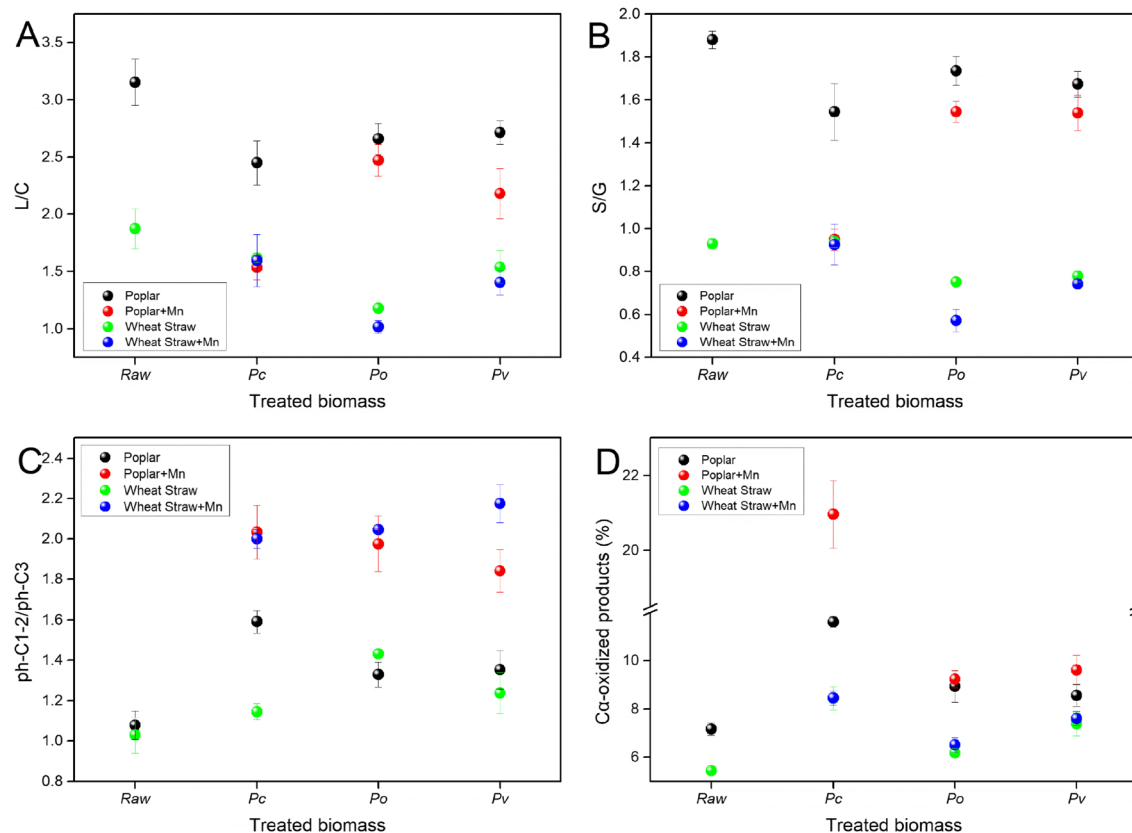 A
3.5
3.0
2.5
2.0
1.5
1.0
L/C
Poplar
Poplar+Mn
Wheat Straw
Wheat Straw+Mn
Raw Pc Po Pv
Treated biomass
B
2.0
1.8
1.6
1.4
1.2
1.0
0.8
0.6
0.4
S/G
Poplar
Poplar+Mn
Wheat Straw
Wheat Straw+Mn
Raw Pc Po Pv
Treated biomass
C
2.4
2.2
2.0
1.8
1.6
1.4
1.2
1.0
0.8
ph-C1-2/ph-C3
Poplar
Poplar+Mn
Wheat Straw
Wheat Straw+Mn
Raw Pc Po Pv
Treated biomass
D
22
20
10
8
6
Cα-oxidized products (%)
Poplar
Poplar+Mn
Wheat Straw
Wheat Straw+Mn
Raw Pc Po Pv
Treated biomass